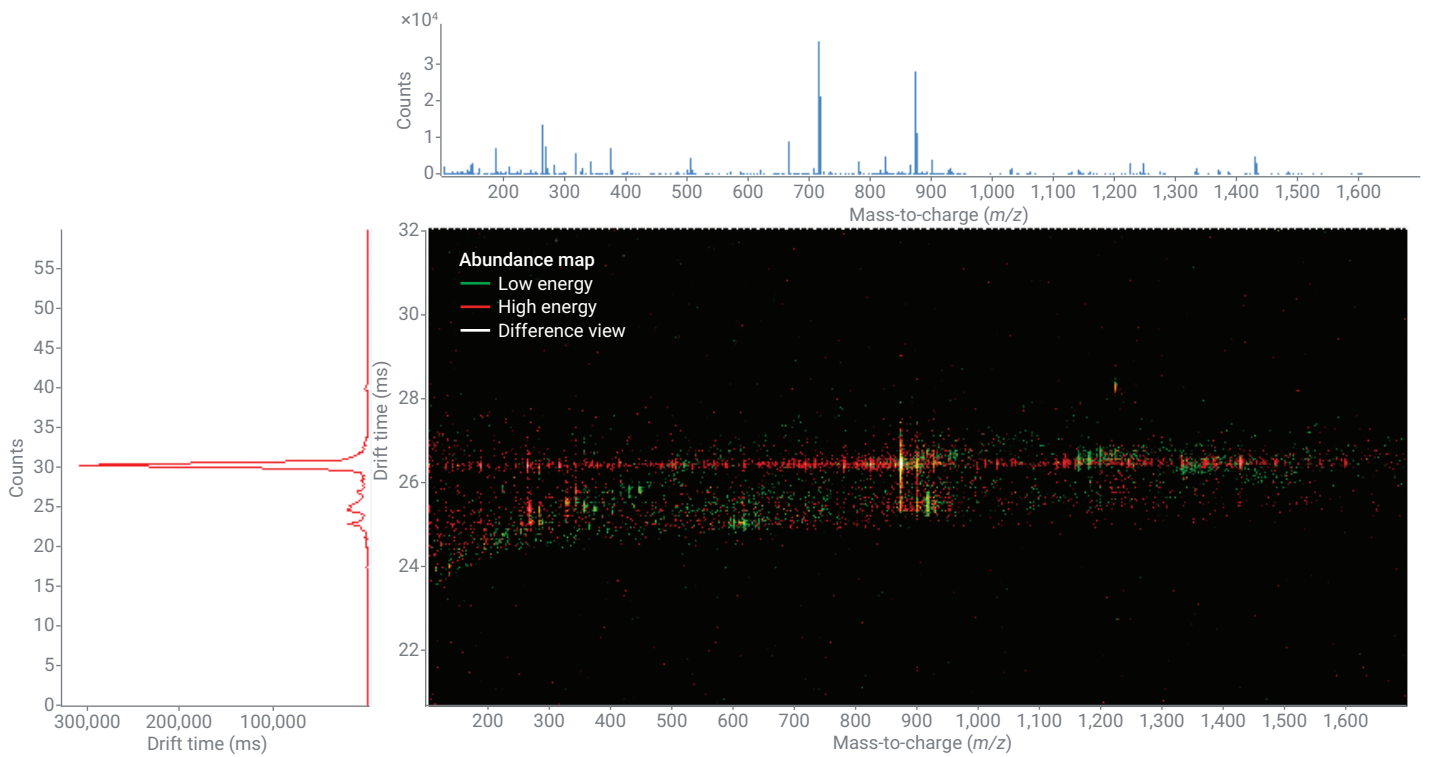 ×10⁴
3
2
1
0
Counts
200 300 400 500 600 700 800 900 1,000 1,100 1,200 1,300 1,400 1,500 1,600
Mass-to-charge (m/z)
55
50
45
40
35
30
25
20
15
10
5
0
Counts
300,000 200,000 100,000
Drift time (ms)
32
30
28
26
24
22
Drift time (ms)
Abundance map
Low energy
High energy
Difference view
200 300 400 500 600 700 800 900 1,000 1,100 1,200 1,300 1,400 1,500 1,600
Mass-to-charge (m/z)